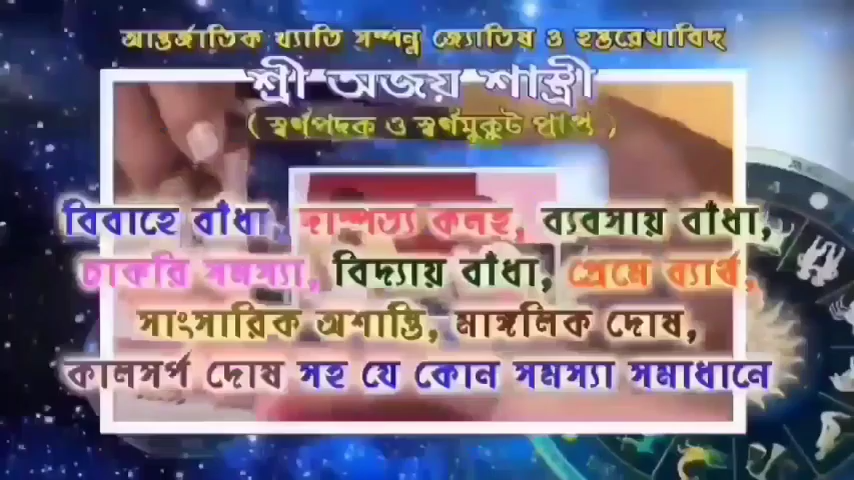 আন্তর্জাতিক খ্যাতি সম্পন্ন জ্যোতিষ ও হস্তরেখাবিদ্
শ্রী অজয় শাস্ত্রী
( স্বর্ণপদক ও স্বর্ণমুকুট প্রাপ্ত )
বিবাহে বাঁধা, দাম্পত্য কলহ, ব্যবসায় বাঁধা,
চাকরি সমস্যা, বিদ্যায় বাঁধা, প্রেমে ব্যার্থ,
সাংসারিক অশান্তি, মাঙ্গলিক দোষ,
কালসর্প দোষ সহ যে কোন সমস্যা সমাধানে